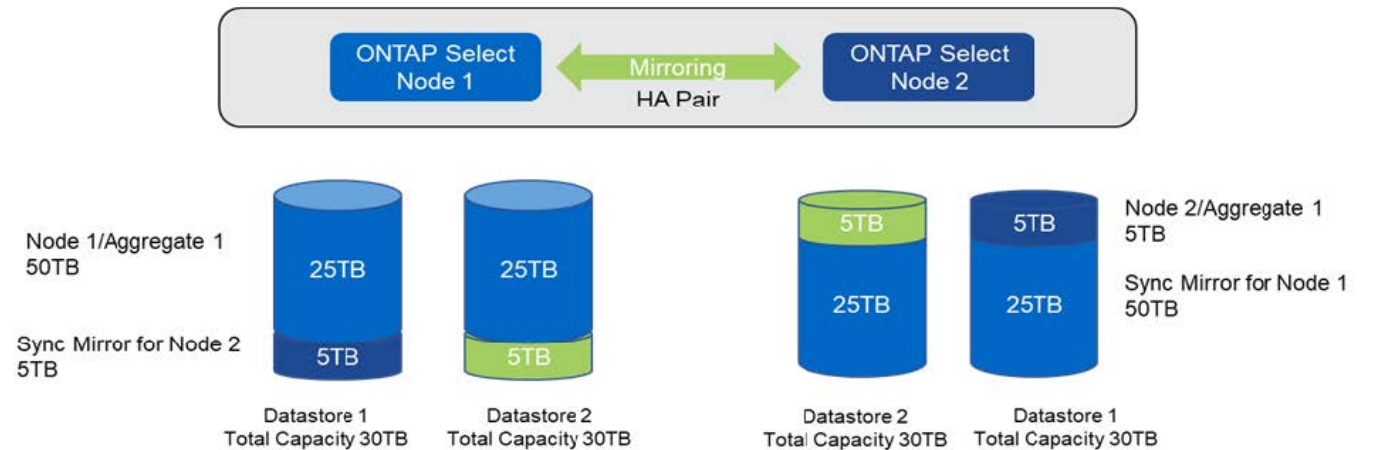 ONTAP Select
Node 1
Mirroring
HA Pair
ONTAP Select
Node 2
Node 1/Aggregate 1
50TB
Sync Mirror for Node 2
5TB
25TB
5TB
25TB
5TB
5TB
25TB
5TB
25TB
Node 2/Aggregate 1
5TB
Sync Mirror for Node 1
50TB
Datastore 1
Total Capacity 30TB
Datastore 2
Total Capacity 30TB
Datastore 2
Total Capacity 30TB
Datastore 1
Total Capacity 30TB